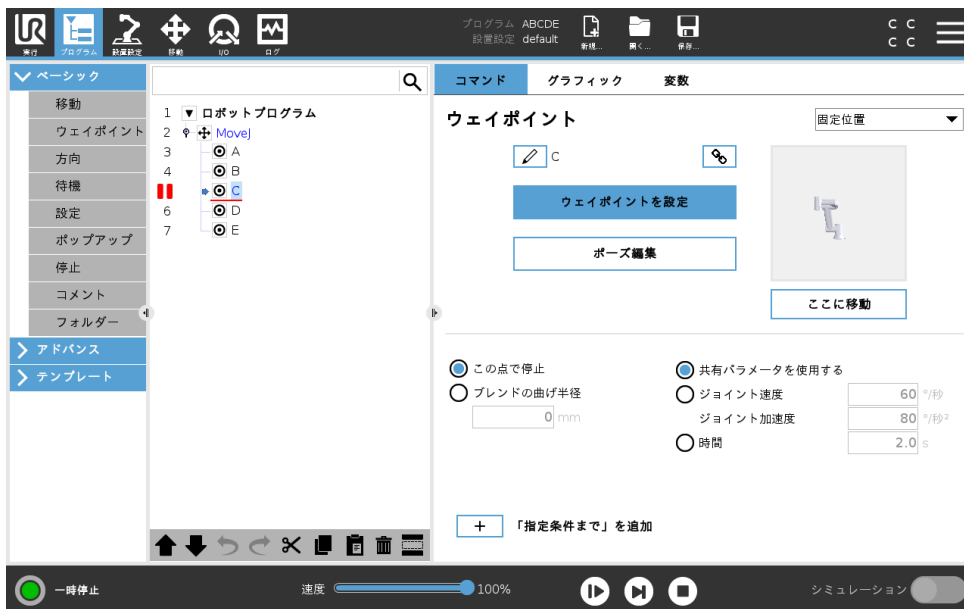 UR
実行
プログラム
設置設定
移動
I/O
ログ
プログラム ABCDE
設置設定 default
新規...
開く...
保存...
C C
C C
ベーシック
移動
ウェイポイント
方向
待機
設定
ポップアップ
停止
コメント
フォルダー
アドバンス
テンプレート
1 ▼ ロボットプログラム
2 MoveJ
3 A
4 B
C
6 D
7 E
コマンド グラフィック 変数
ウェイポイント
固定位置
C
ウェイポイントを設定
ポーズ編集
ここに移動
この点で停止
ブレンドの曲げ半径
0 mm
共有パラメータを使用する
ジョイント速度 60 °/秒
ジョイント加速度 80 °/秒²
時間 2.0 s
+ 「指定条件まで」を追加
一時停止
速度 100%
シミュレーション